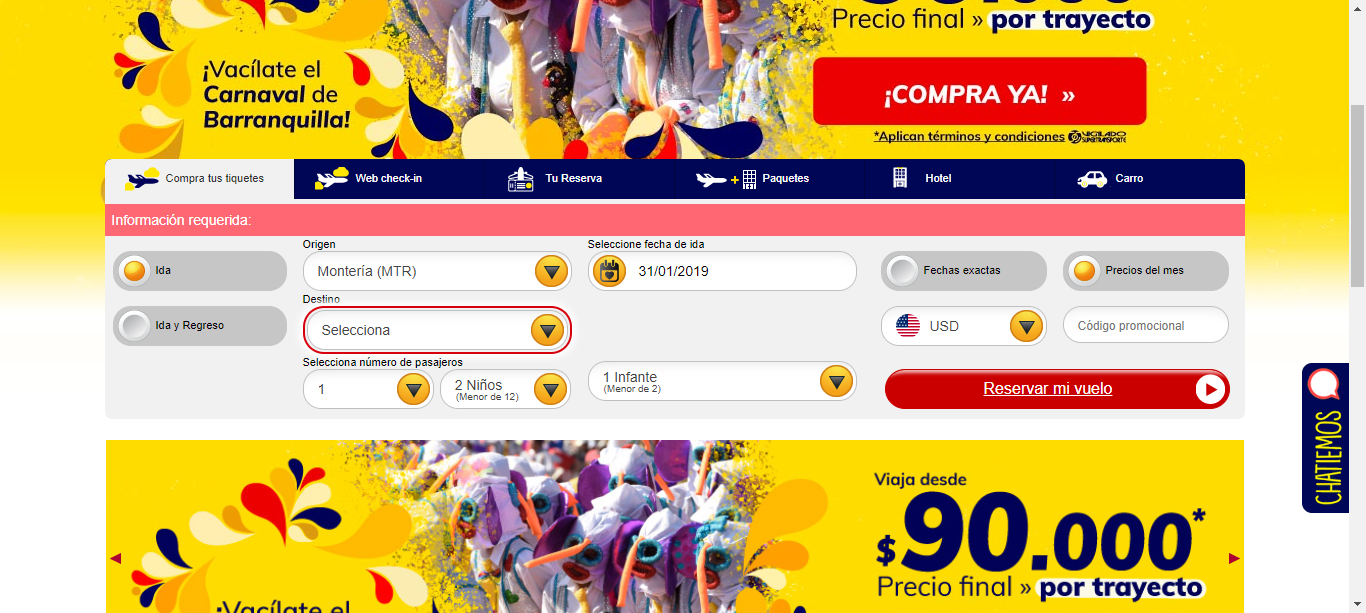 Precio final » por trayecto
¡Vacílate el
Carnaval de
Barranquilla!
¡COMPRA YA! »
*Aplican términos y condiciones
VIGILADO
SUPERTRANSPORTE
Compra tus tiquetes
Web check-in
Tu Reserva
Paquetes
Hotel
Carro
Información requerida:
Origen
Seleccione fecha de ida
Ida
Montería (MTR)
31/01/2019
Fechas exactas
Precios del mes
Destino
Ida y Regreso
Selecciona
USD
Código promocional
Selecciona número de pasajeros
1
2 Niños
(Menor de 12)
1 Infante
(Menor de 2)
Reservar mi vuelo
CHATIEMOS
Viaja desde
$90.000*
Precio final » por trayecto
¡Vacílate el